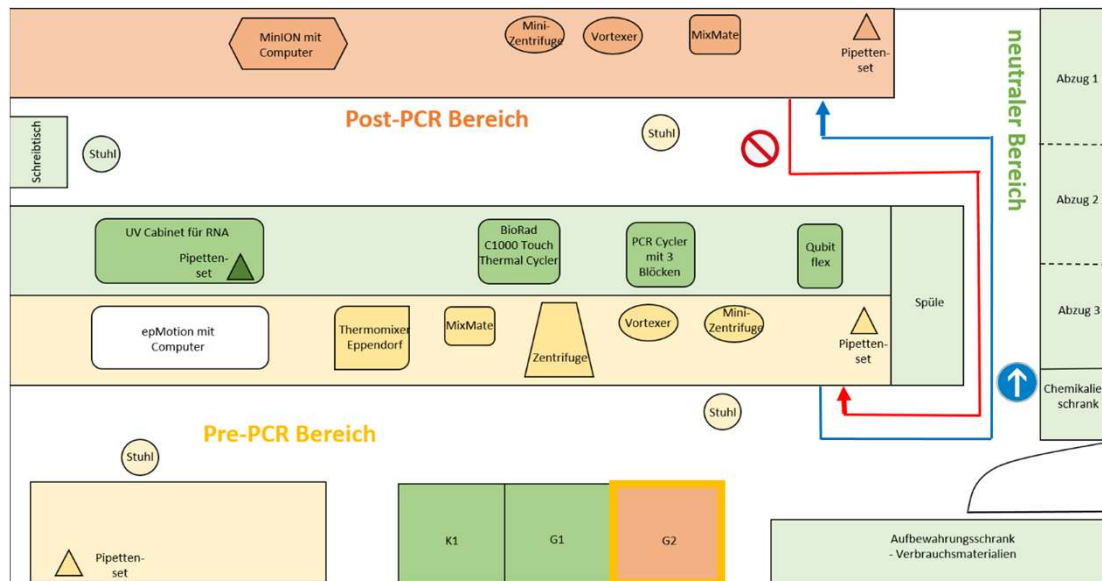 MinION mit
Computer
Mini-
Zentrifuge
Vortexer
MixMate
Pipetten-
set
neutraler Bereich
Abzug 1
Post-PCR Bereich
Schreibtisch
Stuhl
Stuhl
Abzug 2
UV Cabinet für RNA
Pipetten-
set
BioRad
C1000 Touch
Thermal Cycler
PCR Cycler
mit 3
Blöcken
Qubit
flex
Spüle
Abzug 3
epMotion mit
Computer
Thermomixer
Eppendorf
MixMate
Zentrifuge
Vortexer
Mini-
Zentrifuge
Pipetten-
set
Chemikalie
schrank
Stuhl
Pre-PCR Bereich
Stuhl
Pipetten-
set
K1
G1
G2
Aufbewahrungsschrank
- Verbrauchsmaterialien